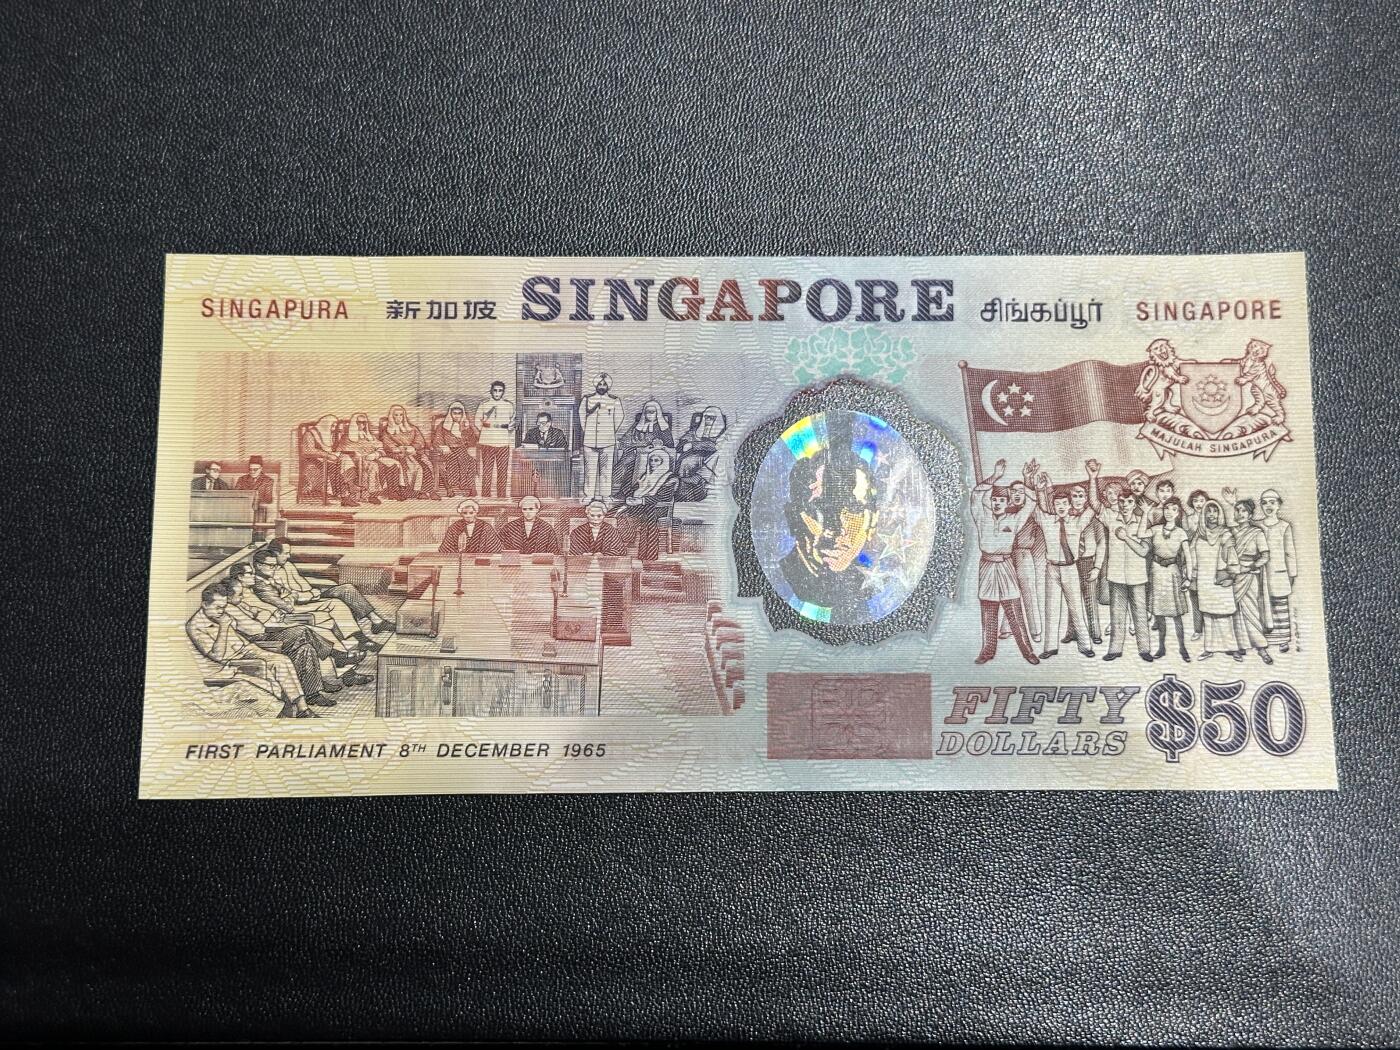 SINGAPURA 新加坡 SINGAPORE சிங்கப்பூர் SINGAPORE
MAJULAH SINGAPURA
FIFTY
DOLLARS $50
FIRST PARLIAMENT 8TH DECEMBER 1965